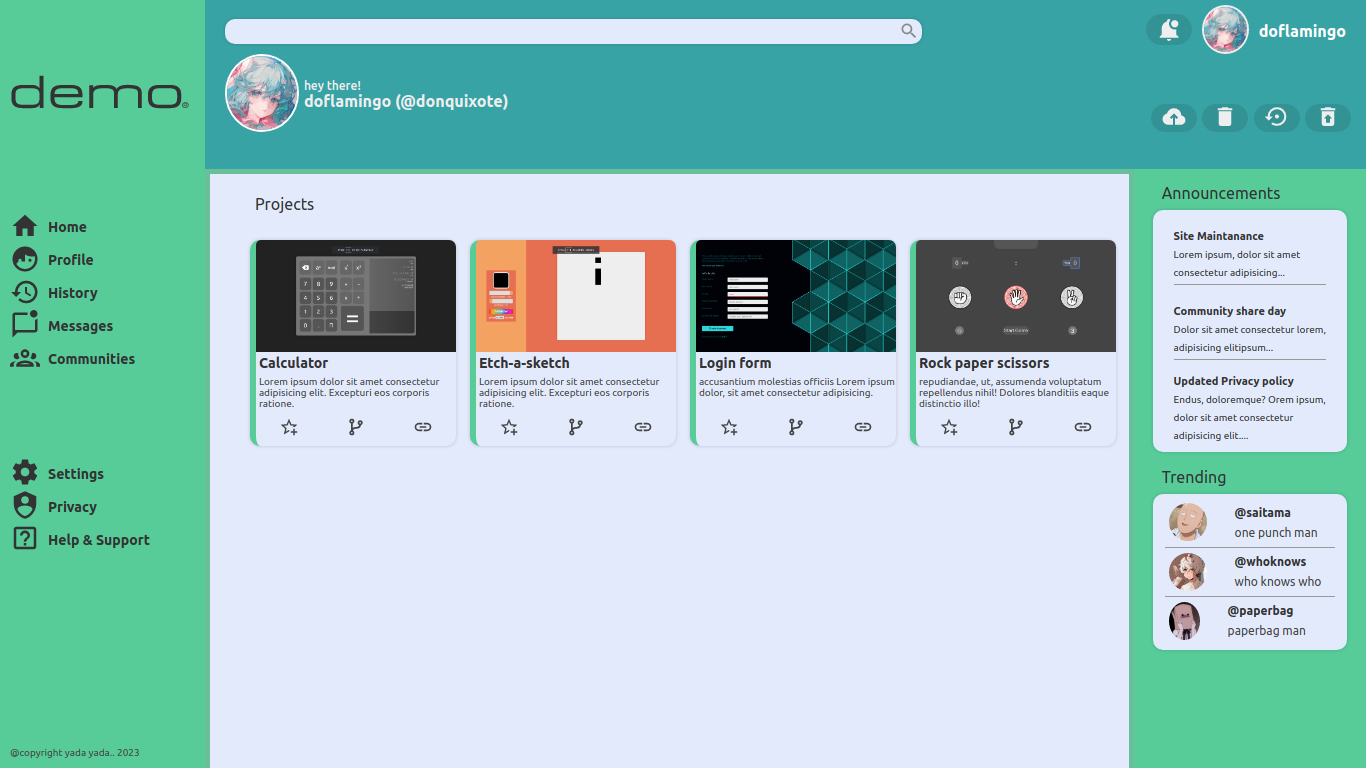 demo
doflamingo
hey there!
doflamingo (@donquixote)
Home
Profile
History
Messages
Communities
Settings
Privacy
Help & Support
@copyright yada yada.. 2023
Projects
Calculator
Lorem ipsum dolor sit amet consectetur
adipisicing elit. Excepturi eos corporis
ratione.
Etch-a-sketch
Lorem ipsum dolor sit amet consectetur
adipisicing elit. Excepturi eos corporis
ratione.
Login form
accusantium molestias officiis Lorem ipsum
dolor, sit amet consectetur adipisicing.
Start Game
Rock paper scissors
repudiandae, ut, assumenda voluptatum
repellendus nihil! Dolores blanditiis eaque
distinctio illo!
Announcements
Site Maintanance
Lorem ipsum, dolor sit amet
consectetur adipisicing...
Community share day
Dolor sit amet consectetur lorem,
adipisicing elitipsum...
Updated Privacy policy
Endus, doloremque? Orem ipsum,
dolor sit amet consectetur
adipisicing elit....
Trending
@saitama
one punch man
@whoknows
who knows who
@paperbag
paperbag man